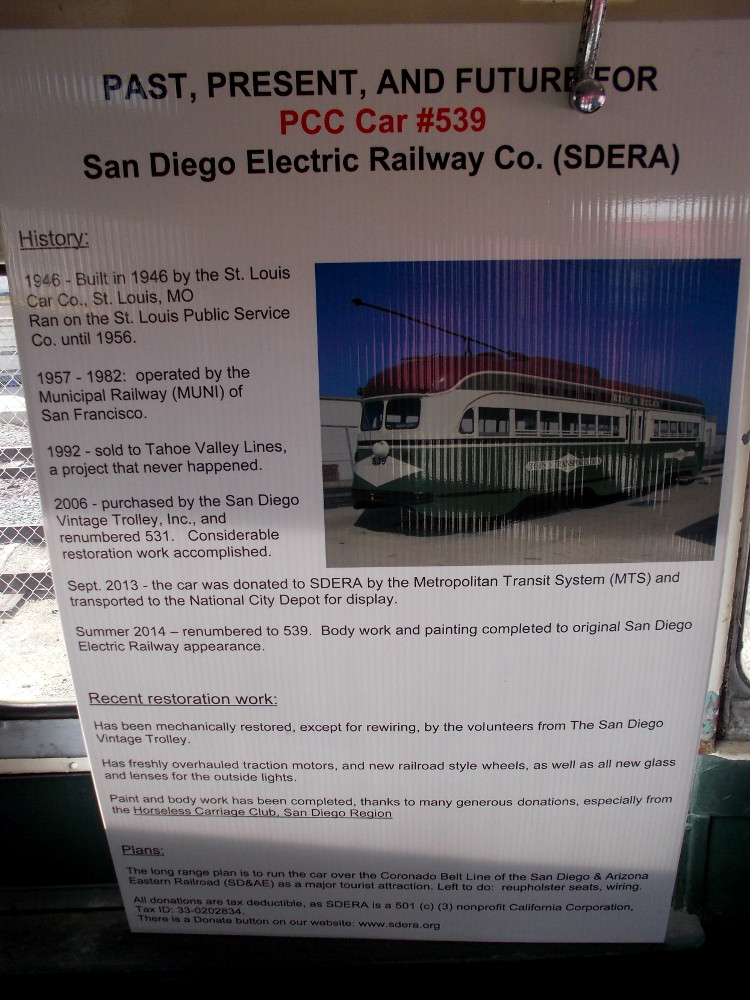 PAST, PRESENT, AND FUTURE FOR
PCC Car #539
San Diego Electric Railway Co. (SDERA)
History:
1946 - Built in 1946 by the St. Louis
Car Co., St. Louis, MO
Ran on the St. Louis Public Service
Co. until 1956.
1957 - 1982: operated by the
Municipal Railway (MUNI) of
San Francisco.
1992 - sold to Tahoe Valley Lines,
a project that never happened.
2006 - purchased by the San Diego
Vintage Trolley, Inc., and
renumbered 531. Considerable
restoration work accomplished.
539
Sept. 2013 - the car was donated to SDERA by the Metropolitan Transit System (MTS) and
transported to the National City Depot for display.
Summer 2014 – renumbered to 539. Body work and painting completed to original San Diego
Electric Railway appearance.
Recent restoration work:
Has been mechanically restored, except for rewiring, by the volunteers from The San Diego
Vintage Trolley.
Has freshly overhauled traction motors, and new railroad style wheels, as well as all new glass
and lenses for the outside lights.
Paint and body work has been completed, thanks to many generous donations, especially from
the Horseless Carriage Club, San Diego Region
Plans:
The long range plan is to run the car over the Coronado Belt Line of the San Diego & Arizona
Eastern Railroad (SD&AE) as a major tourist attraction. Left to do: reupholster seats, wiring.
All donations are tax deductible, as SDERA is a 501 (c) (3) nonprofit California Corporation,
Tax ID: 33-0202834.
There is a Donate button on our website: www.sdera.org